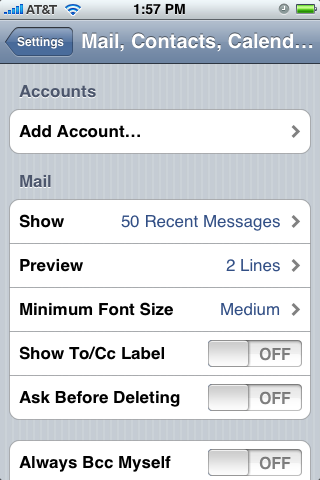 AT&T 1:57 PM
Settings Mail, Contacts, Calend...
Accounts
Add Account...
Mail
Show 50 Recent Messages
Preview 2 Lines
Minimum Font Size Medium
Show To/Cc Label OFF
Ask Before Deleting OFF
Always Bcc Myself OFF